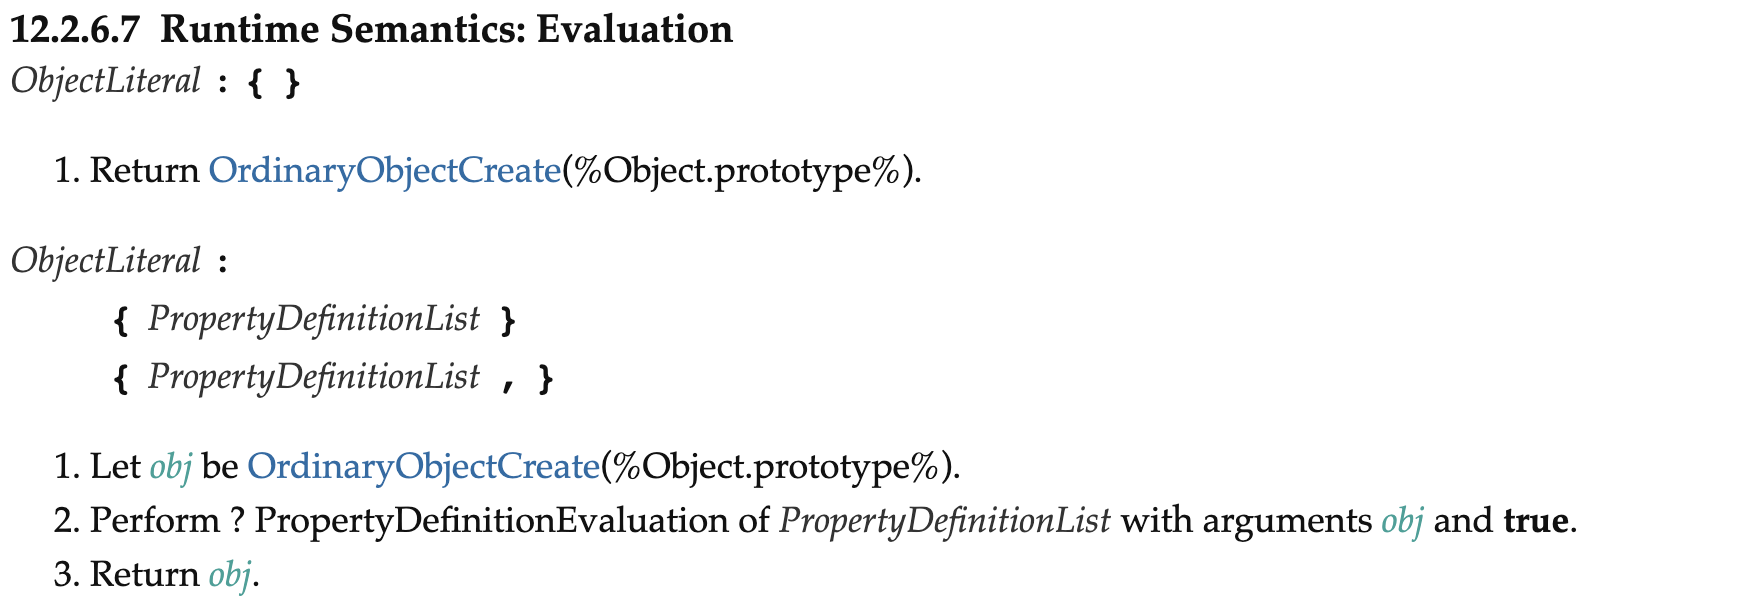 12.2.6.7 Runtime Semantics: Evaluation
ObjectLiteral : { }
1. Return OrdinaryObjectCreate(%Object.prototype%).
ObjectLiteral :
{ PropertyDefinitionList }
{ PropertyDefinitionList , }
1. Let obj be OrdinaryObjectCreate(%Object.prototype%).
2. Perform ? PropertyDefinitionEvaluation of PropertyDefinitionList with arguments obj and true.
3. Return obj.